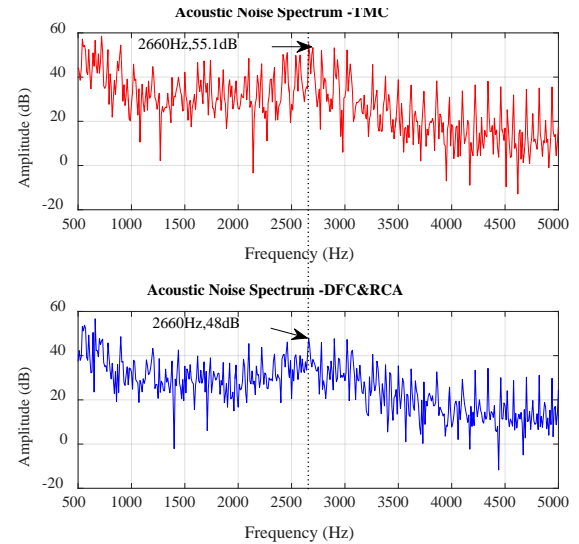 Acoustic Noise Spectrum -TMC
2660Hz,55.1dB
60
40
20
0
-20
Amplitude (dB)
500 1000 1500 2000 2500 3000 3500 4000 4500 5000
Frequency (Hz)
Acoustic Noise Spectrum -DFC&RCA
2660Hz,48dB
60
40
20
0
-20
Amplitude (dB)
500 1000 1500 2000 2500 3000 3500 4000 4500 5000
Frequency (Hz)